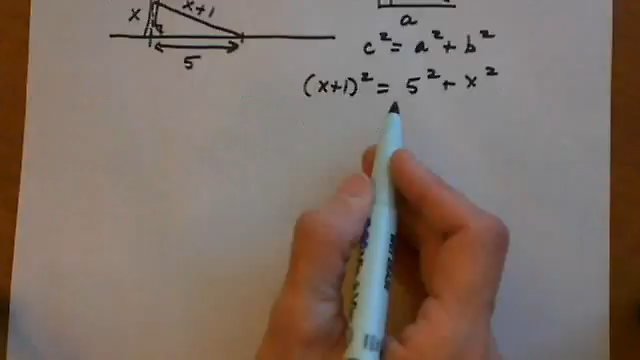 x
x+1
5
a
c² = a² + b²
(x+1)² = 5² + x²